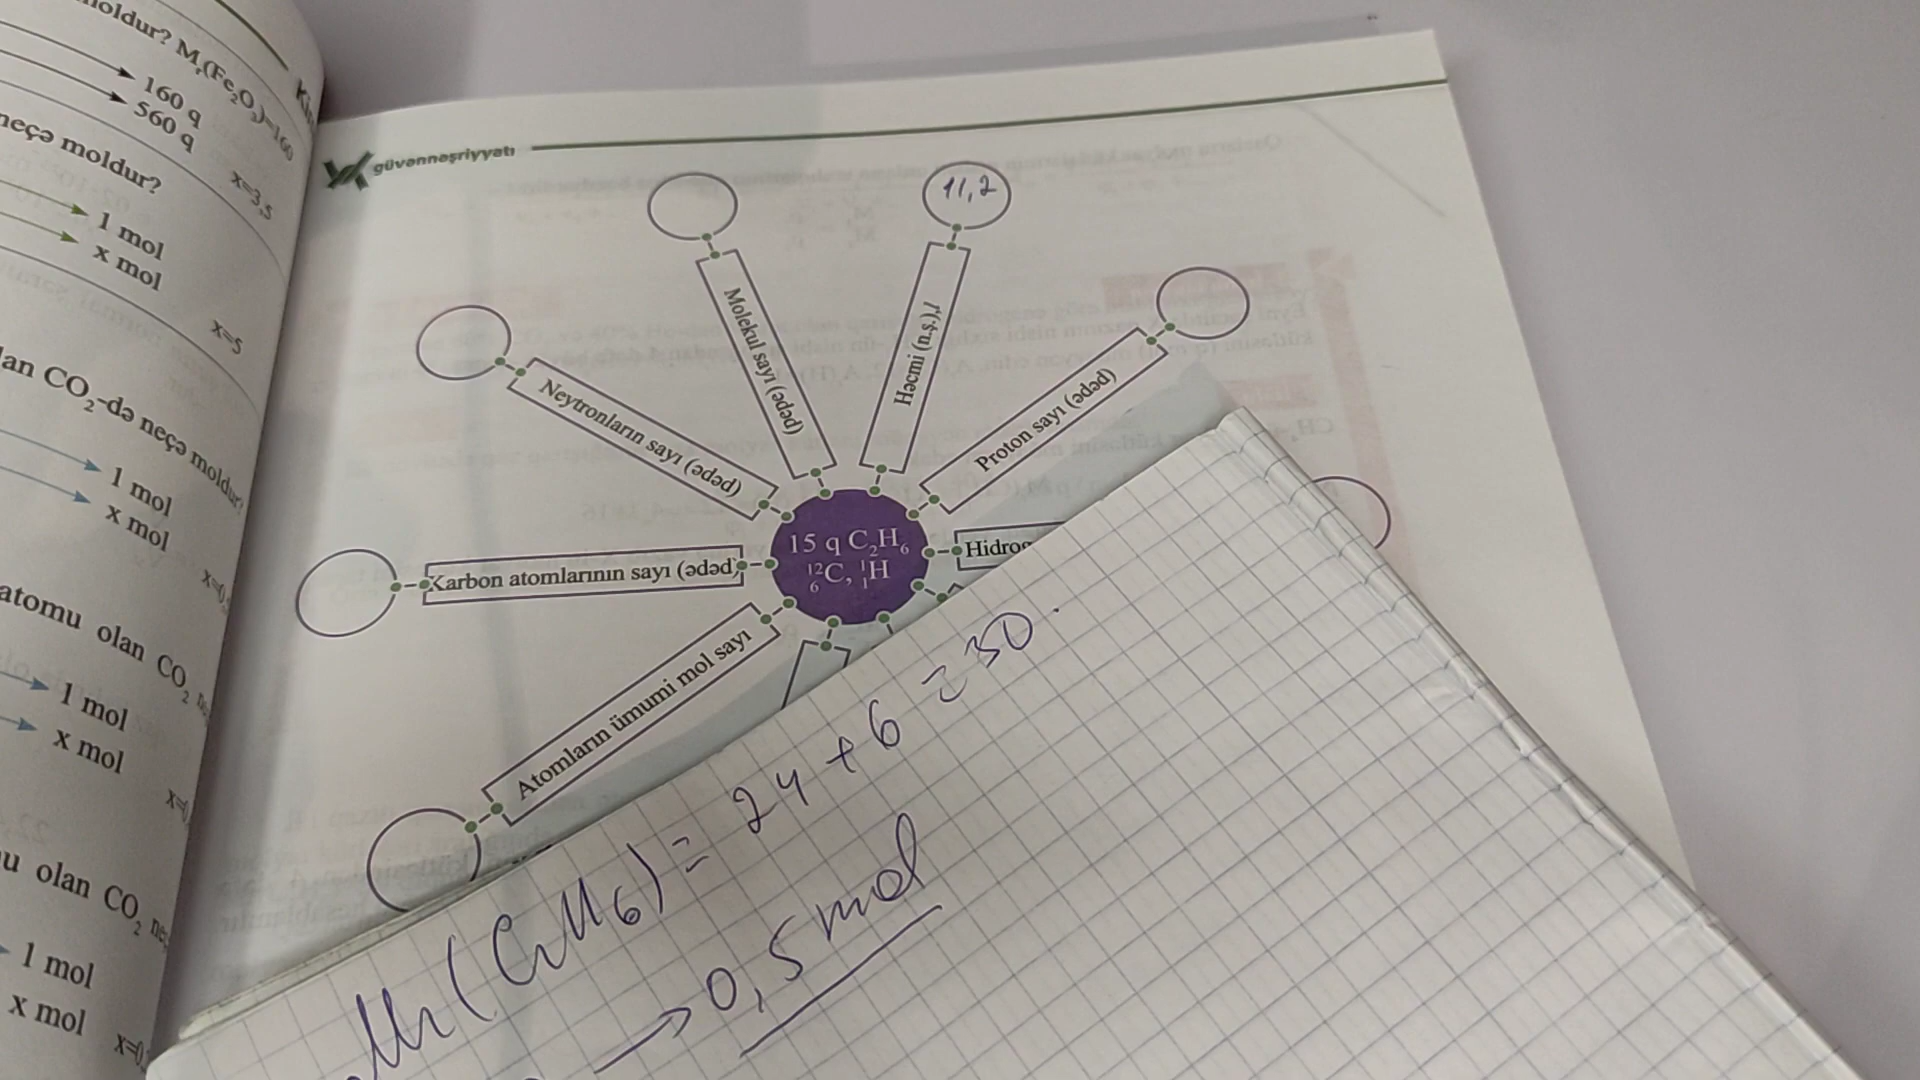 moldur? Mr(Fe2O3)=160
160 q
560 q
x=3,5
neçə moldur?
1 mol
x mol
x=5
CO2-də neçə moldur?
1 mol
x mol
atomu olan CO2
1 mol
x mol
olan CO2
1 mol
x mol
güvənnəşriyyatı
11,2
Molekul sayı (ədəd)
Həcmi (n.ş.),l
Neytronların sayı (ədəd)
Proton sayı (ədəd)
15 q C2H6
12 6C, 1 1H
Karbon atomlarının sayı (ədəd)
Atomların ümumi mol sayı
Mr(C2H6) = 24 + 6 = 30.
→ 0,5 mol